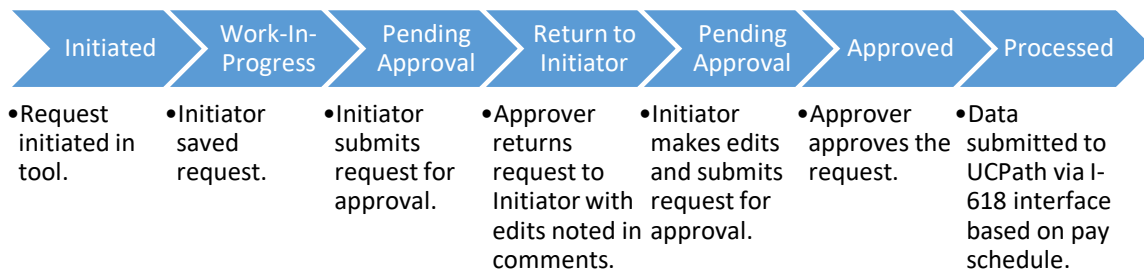 Initiated
Work-In-
Progress
Pending
Approval
Return to
Initiator
Pending
Approval
Approved
Processed
•Request
initiated in
tool.
•Initiator
saved
request.
•Initiator
submits
request for
approval.
•Approver
returns
request to
Initiator with
edits noted in
comments.
•Initiator
makes edits
and submits
request for
approval.
•Approver
approves the
request.
•Data
submitted to
UCPath via I-
618 interface
based on pay
schedule.